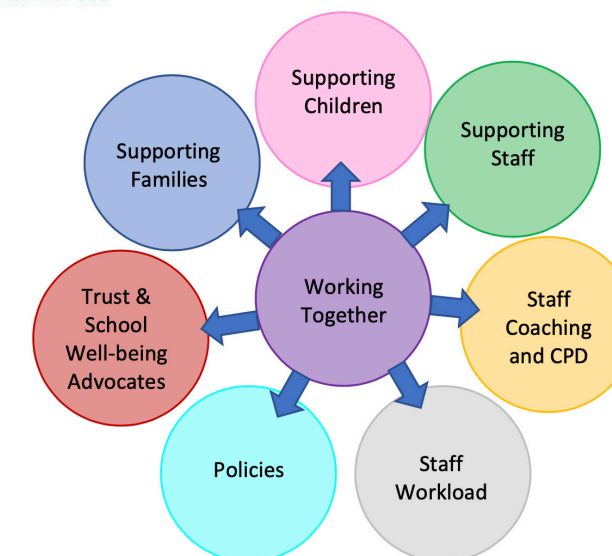 Supporting
Children
Supporting
Staff
Supporting
Families
Working
Together
Staff
Coaching
and CPD
Trust &
School
Well-being
Advocates
Policies
Staff
Workload